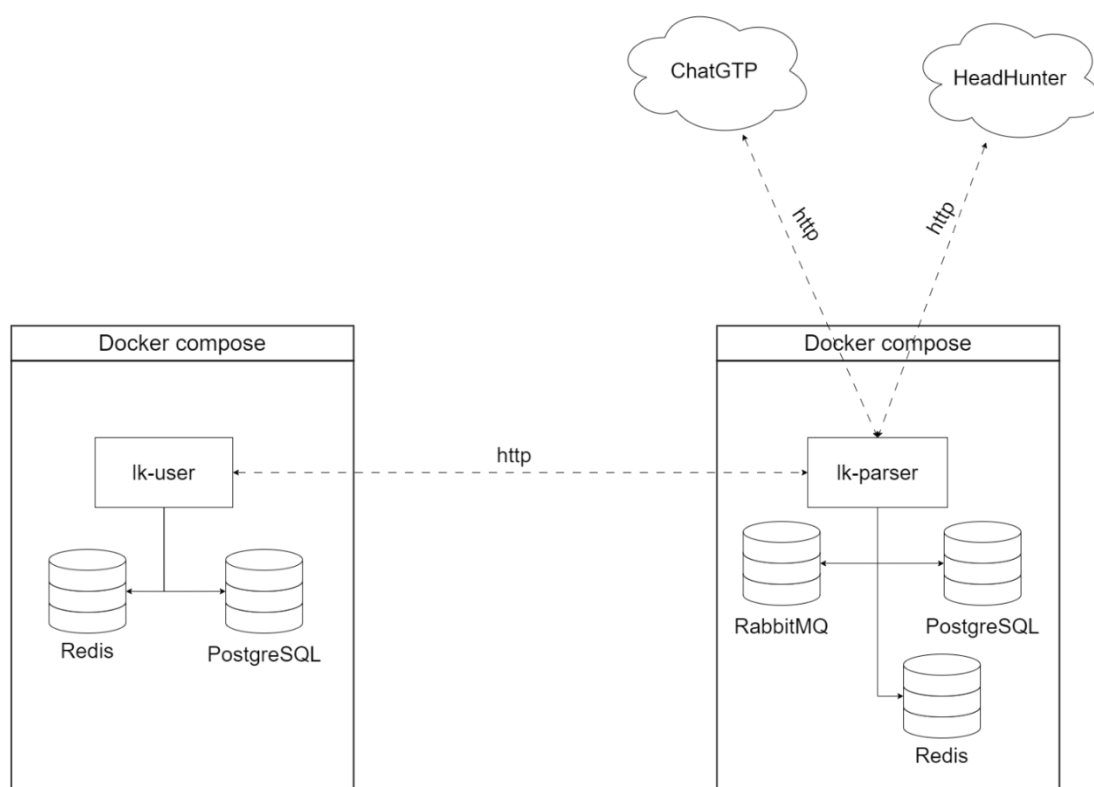 ChatGTP
HeadHunter
http
http
Docker compose
Docker compose
lk-user
http
lk-parser
Redis
PostgreSQL
RabbitMQ
PostgreSQL
Redis